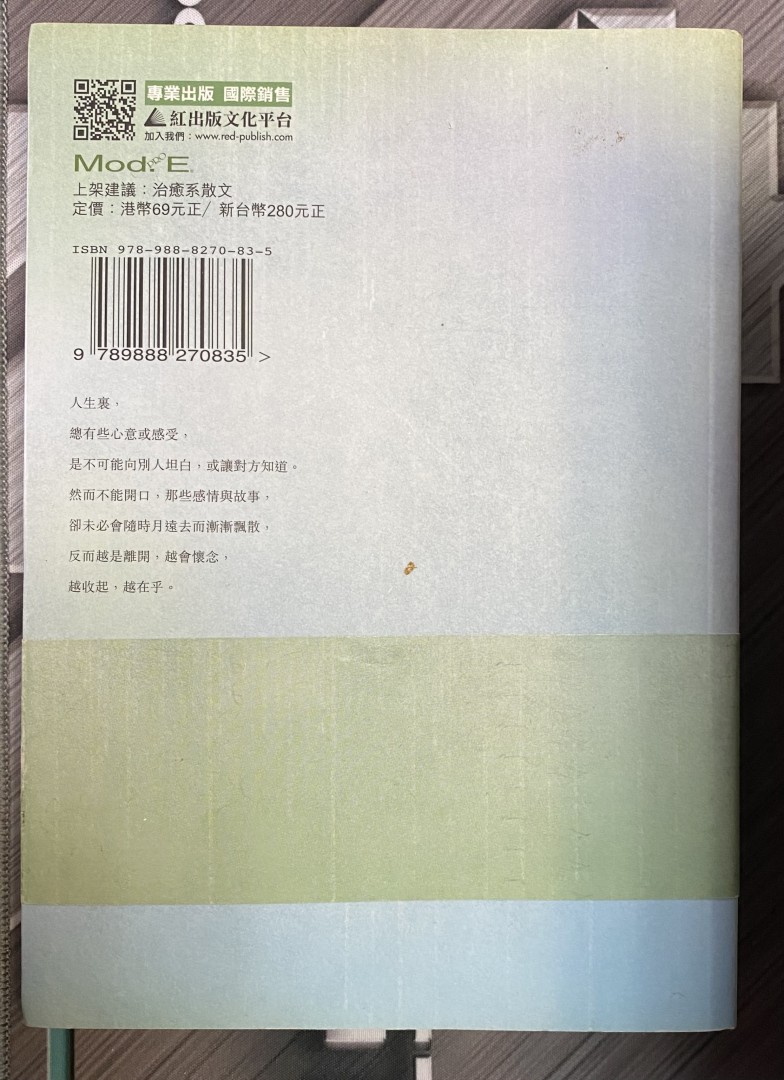 專業出版 國際銷售
紅出版文化平台
加入我們：www.red-publish.com
Mod E
上架建議：治癒系散文
定價：港幣69元正/ 新台幣280元正
ISBN 978-988-8270-83-5
9 789888 270835 >
人生裏，
總有些心意或感受，
是不可能向別人坦白，或讓對方知道。
然而不能開口，那些感情與故事，
卻未必會隨時月遠去而漸漸飄散，
反而越是離開，越會懷念，
越收起，越在乎。